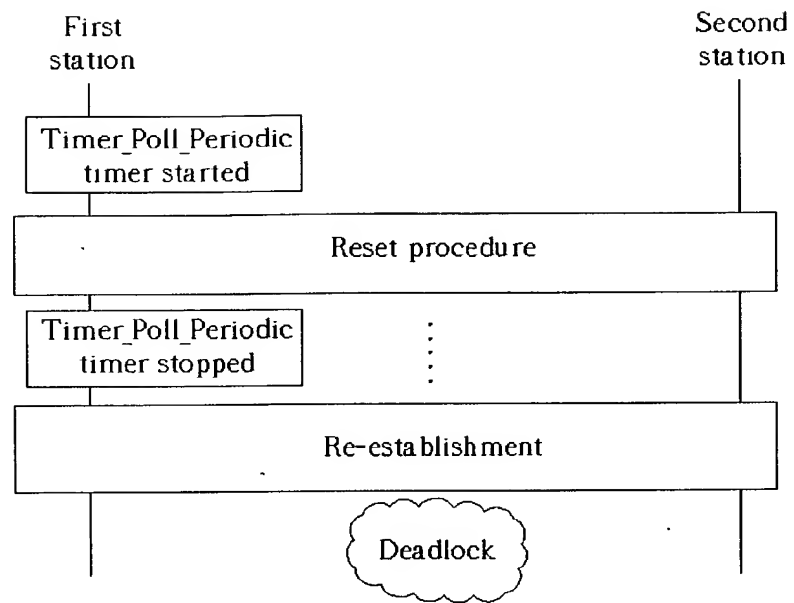 First
station
Second
station
Timer_Poll_Periodic
timer started
Reset procedure
Timer_Poll_Periodic
timer stopped
Re-establishment
Deadlock